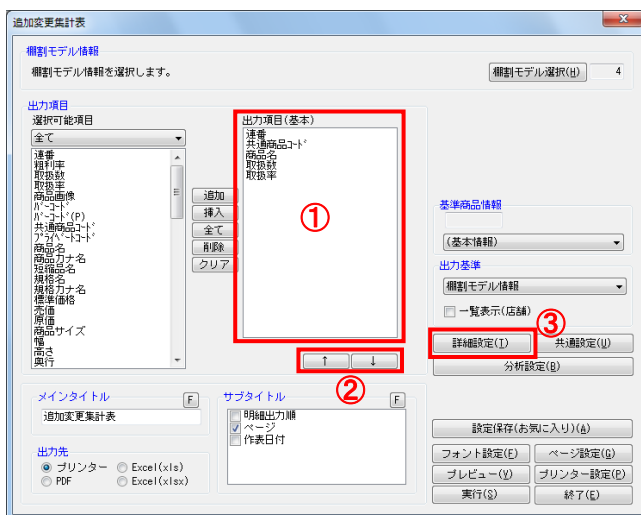 追加変更集計表
棚割モデル情報
棚割モデル情報を選択します。
棚割モデル選択(H)
4
出力項目
選択可能項目
全て
連番
粗利率
取扱数
取扱率
商品画像
バーコード
バーコード(P)
共通商品コード
プライベートコード
商品名
商品カナ名
短縮品名
規格名
規格カナ名
標準価格
売価
原価
商品サイズ
幅
高さ
奥行
追加
挿入
全て
削除
クリア
出力項目(基本)
連番
共通商品コード
商品名
取扱数
取扱率
①
↑
↓
②
基準商品情報
(基本情報)
出力基準
棚割モデル情報
一覧表示(店舗)
③
詳細設定(I)
共通設定(U)
分析設定(B)
メインタイトル
F
追加変更集計表
サブタイトル
F
明細出力順
ページ
作表日付
出力先
プリンター
Excel(xls)
PDF
Excel(xlsx)
設定保存(お気に入り)(A)
フォント設定(F)
ページ設定(G)
プレビュー(V)
プリンター設定(P)
実行(S)
終了(E)